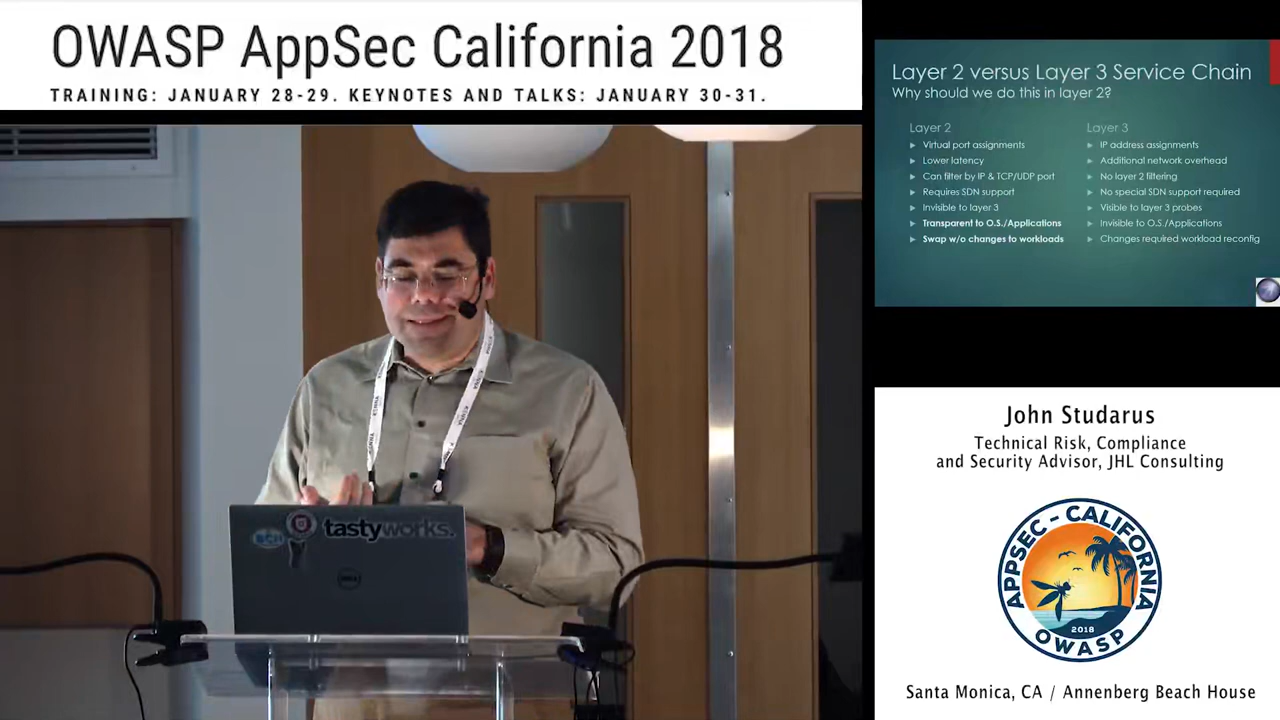 OWASP AppSec California 2018
TRAINING: JANUARY 28-29. KEYNOTES AND TALKS: JANUARY 30-31.
Layer 2 versus Layer 3 Service Chain
Why should we do this in layer 2?
Layer 2
Virtual port assignments
Lower latency
Can filter by IP & TCP/UDP port
Requires SDN support
Invisible to layer 3
Transparent to O.S./Applications
Swap w/o changes to workloads
Layer 3
IP address assignments
Additional network overhead
No layer 2 filtering
No special SDN support required
Visible to layer 3 probes
Invisible to O.S./Applications
Changes required workload reconfig
tastyworks.
DELL
John Studarus
Technical Risk, Compliance
and Security Advisor, JHL Consulting
APPSEC - CALIFORNIA
2018
OWASP
Santa Monica, CA / Annenberg Beach House